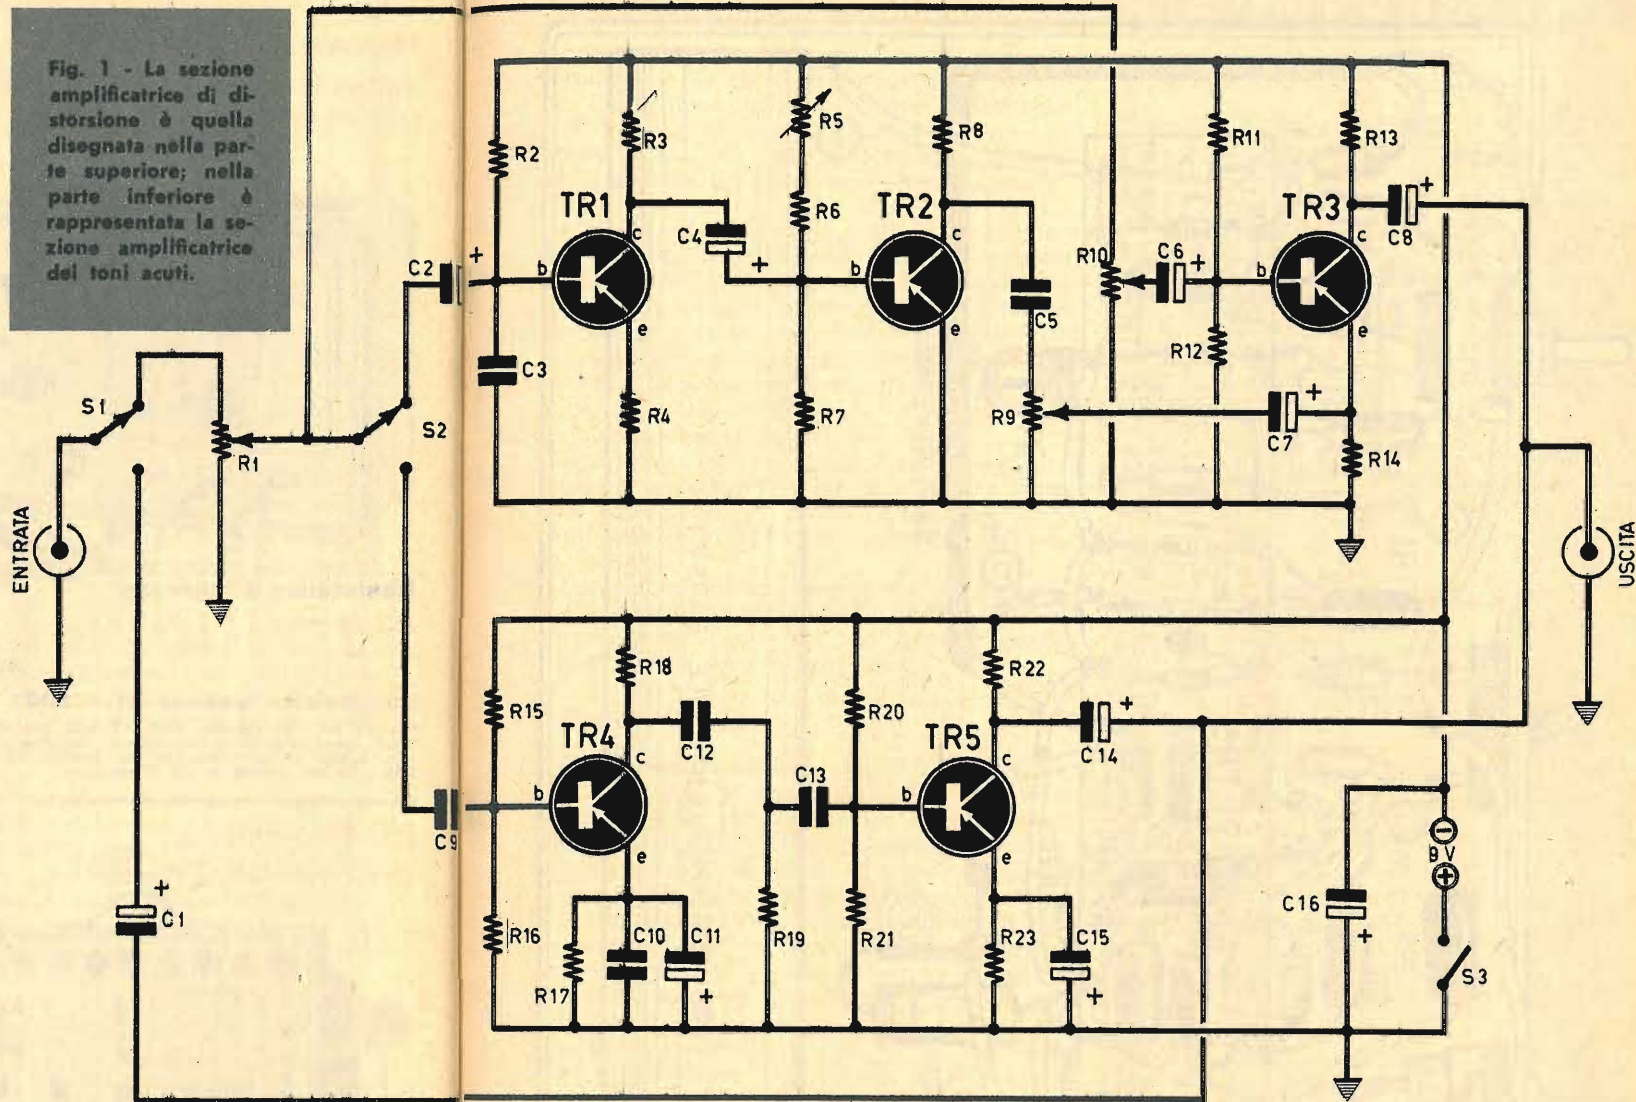 Fig. 1 - La sezione
amplificatrice di di-
storsione è quella
disegnata nella par-
te superiore; nella
parte inferiore è
rappresentata la se-
zione amplificatrice
dei toni acuti.
R2
R3
R5
R8
R11
R13
TR1
R6
TR2
TR3
C2
+
C4
+
R10
C6
+
C8
+
b
c
e
b
c
e
b
c
e
C5
R12
C3
S1
S2
R1
R4
R7
R9
C7
+
R14
ENTRATA
USCITA
R15
R18
R20
R22
TR4
C12
TR5
C14
+
C13
b
c
e
b
c
e
C9
9 V
−
+
C1
+
R16
R17
C10
C11
+
R19
R21
R23
C15
+
C16
+
S3